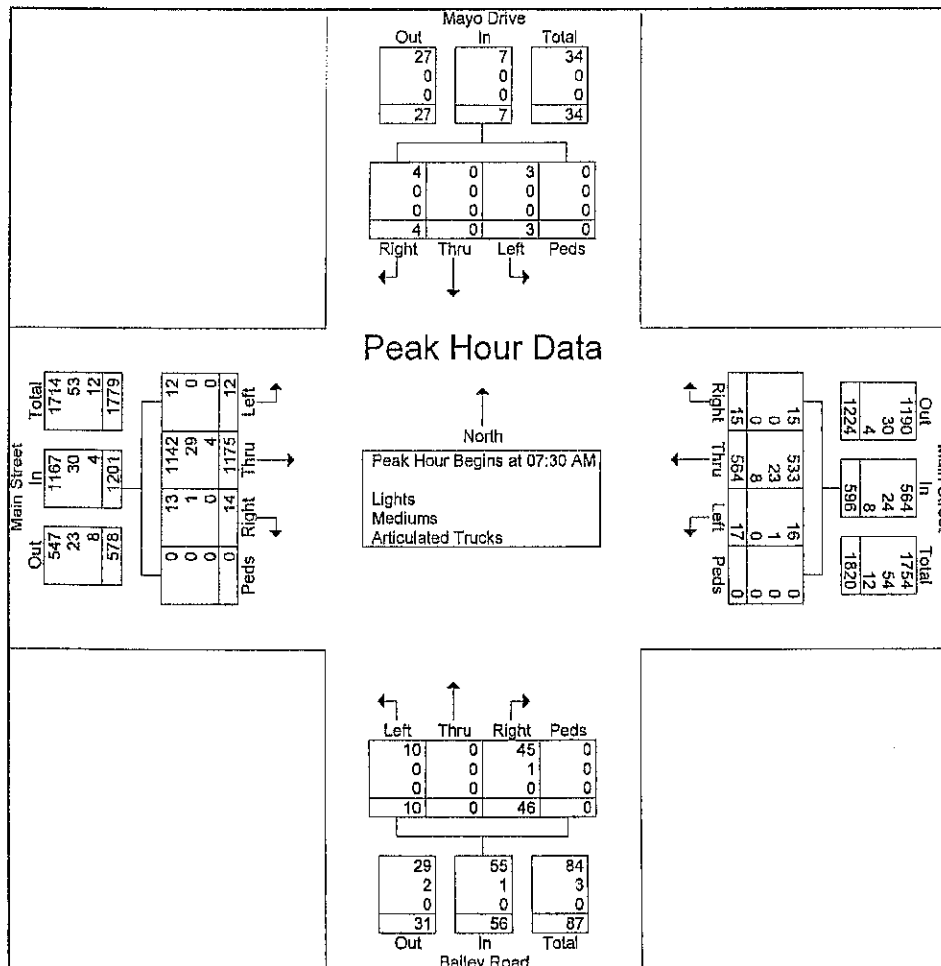 Mayo Drive
Out In Total
27 7 34
0 0 0
0 0 0
27 7 34
4 0 3 0
0 0 0 0
0 0 0 0
4 0 3 0
Right Thru Left Peds
Peak Hour Data
Main Street
Total In Out
1714 1167 547
53 30 23
12 4 8
1779 1201 578
12 1142 13 0
0 29 1 0
0 4 0 0
12 1175 14 0
Left Thru Right Peds
North
Peak Hour Begins at 07:30 AM
Lights
Mediums
Articulated Trucks
Right Thru Left Peds
15 533 16 0
0 23 1 0
0 8 0 0
15 564 17 0
Out In Total
1190 564 1754
30 24 54
4 8 12
1224 596 1820
Left Thru Right Peds
10 0 45 0
0 0 1 0
0 0 0 0
10 0 46 0
29 55 84
2 1 3
0 0 0
31 56 87
Out In Total
Bailey Road